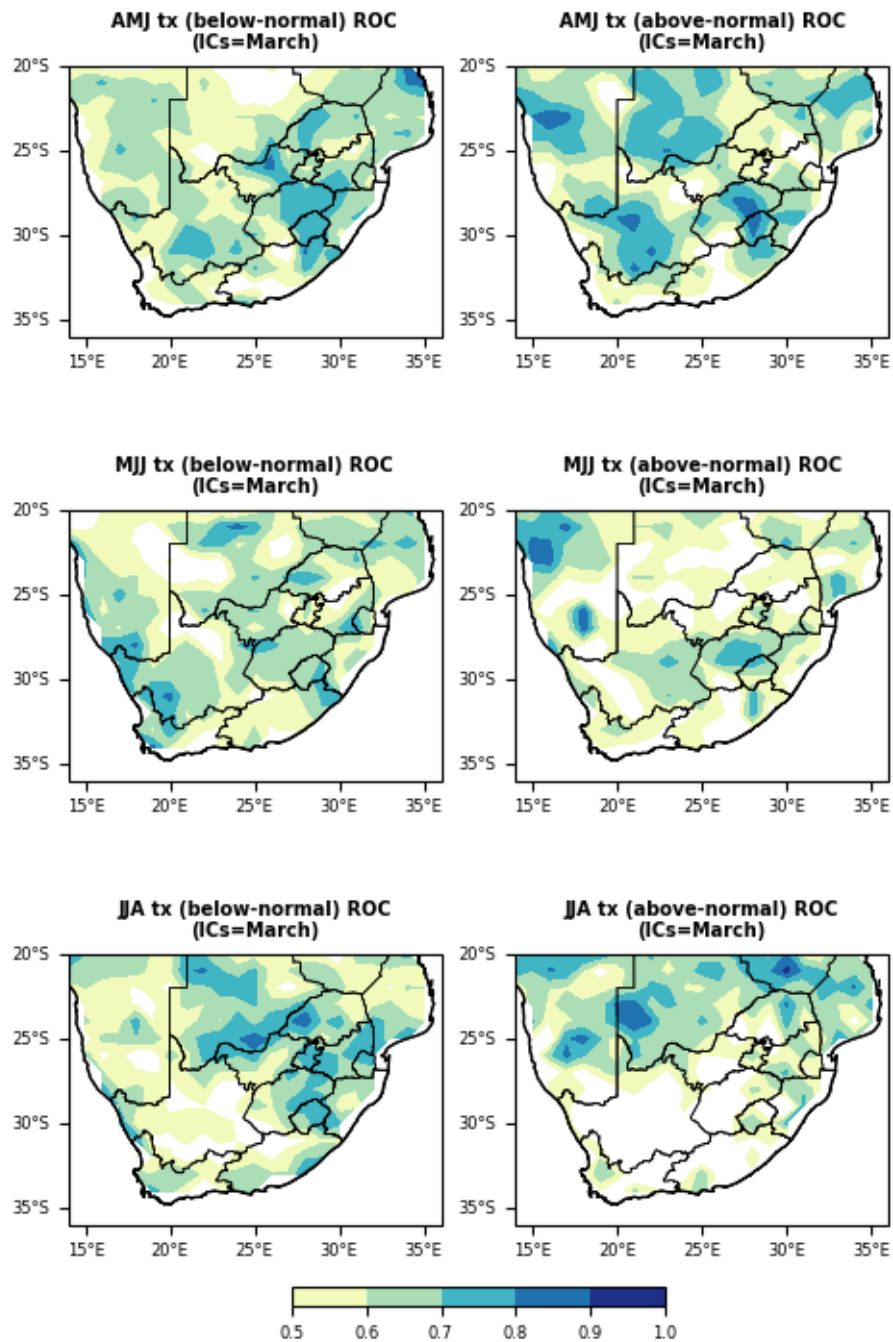 AMJ tx (below-normal) ROC
(ICs=March)
AMJ tx (above-normal) ROC
(ICs=March)
20°S
25°S
30°S
35°S
15°E 20°E 25°E 30°E 35°E
20°S
25°S
30°S
35°S
15°E 20°E 25°E 30°E 35°E
MJJ tx (below-normal) ROC
(ICs=March)
MJJ tx (above-normal) ROC
(ICs=March)
20°S
25°S
30°S
35°S
15°E 20°E 25°E 30°E 35°E
20°S
25°S
30°S
35°S
15°E 20°E 25°E 30°E 35°E
JJA tx (below-normal) ROC
(ICs=March)
JJA tx (above-normal) ROC
(ICs=March)
20°S
25°S
30°S
35°S
15°E 20°E 25°E 30°E 35°E
20°S
25°S
30°S
35°S
15°E 20°E 25°E 30°E 35°E
0.5 0.6 0.7 0.8 0.9 1.0